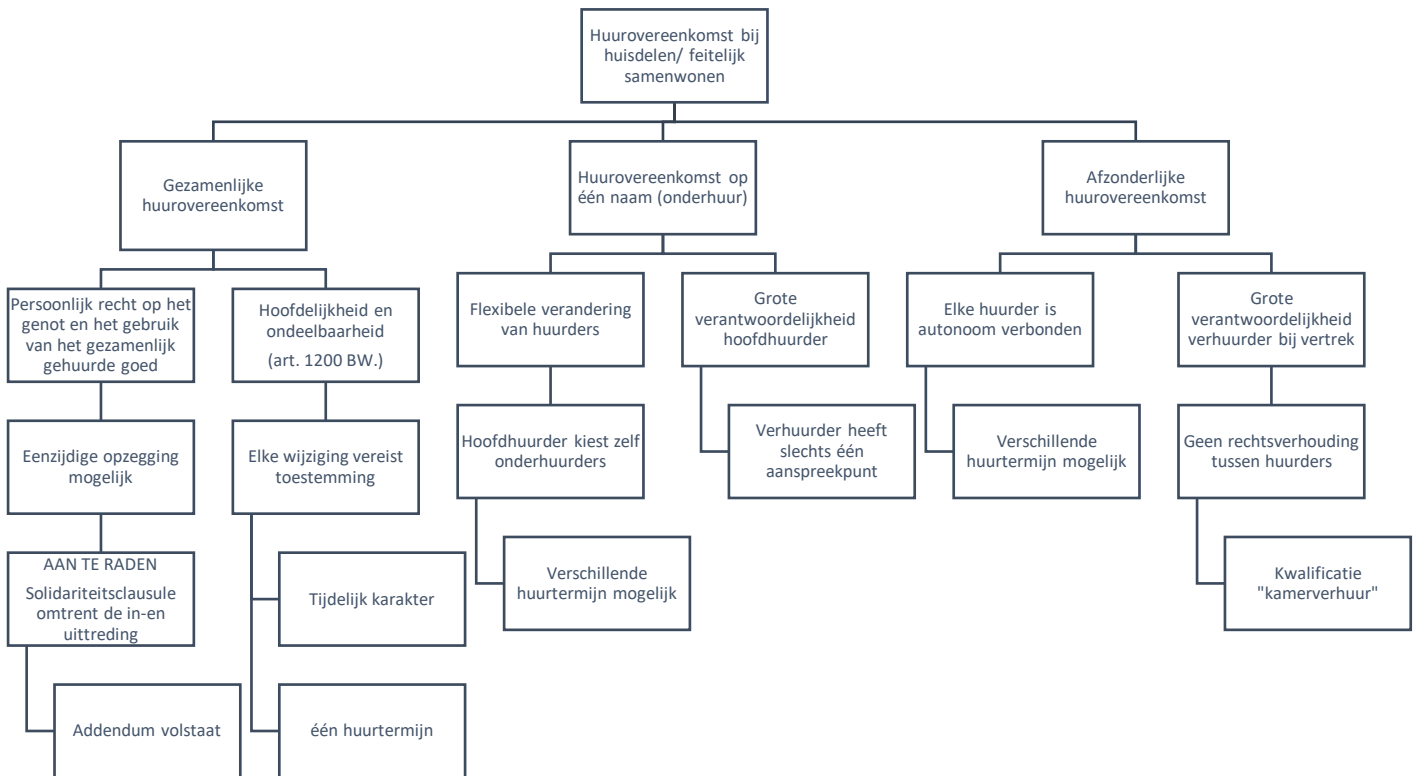 Huurovereenkomst bij
huisdelen/ feitelijk
samenwonen
Gezamenlijke
huurovereenkomst
Huurovereenkomst op
één naam (onderhuur)
Afzonderlijke
huurovereenkomst
Persoonlijk recht op het
genot en het gebruik
van het gezamenlijk
gehuurde goed
Hoofdelijkheid en
ondeelbaarheid
(art. 1200 BW.)
Flexibele verandering
van huurders
Grote
verantwoordelijkheid
hoofdhuurder
Elke huurder is
autonoom verbonden
Grote
verantwoordelijkheid
verhuurder bij vertrek
Eenzijdige opzegging
mogelijk
Elke wijziging vereist
toestemming
Hoofdhuurder kiest zelf
onderhuurders
Verhuurder heeft
slechts één
aanspreekpunt
Verschillende
huurtermijn mogelijk
Geen rechtsverhouding
tussen huurders
AAN TE RADEN
Solidariteitsclausule
omtrent de in-en
uittreding
Tijdelijk karakter
Verschillende
huurtermijn mogelijk
Kwalificatie
"kamerverhuur"
Addendum volstaat
één huurtermijn